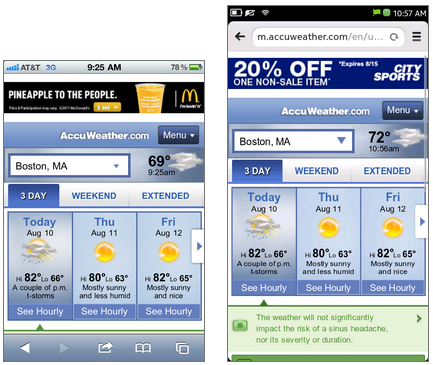 AT&T 3G 9:25 AM 78%
PINEAPPLE TO THE PEOPLE.
Price & Participation may vary. ©2011 McDonald's
i'm lovin' it
AccuWeather.com Menu
Boston, MA 69°
9:25am
3 DAY WEEKEND EXTENDED
Today Thu Fri
Aug 10 Aug 11 Aug 12
Hi 82° Lo 66° Hi 80° Lo 63° Hi 82° Lo 65°
A couple of p.m. t-storms
Mostly sunny and less humid
Mostly sunny and nice
See Hourly See Hourly See Hourly
10:57 AM
m.accuweather.com/en/u...
20% OFF *Expires 8/15 CITY
ONE NON-SALE ITEM* SPORTS
AccuWeather.com Menu
Boston, MA 72°
10:56am
3 DAY WEEKEND EXTENDED
Today Thu Fri
Aug 10 Aug 11 Aug 12
Hi 82° Lo 66° Hi 80° Lo 63° Hi 82° Lo 65°
A couple of p.m. t-storms
Mostly sunny and less humid
Mostly sunny and nice
See Hourly See Hourly See Hourly
The weather will not significantly
impact the risk of a sinus headache,
nor its severity or duration.